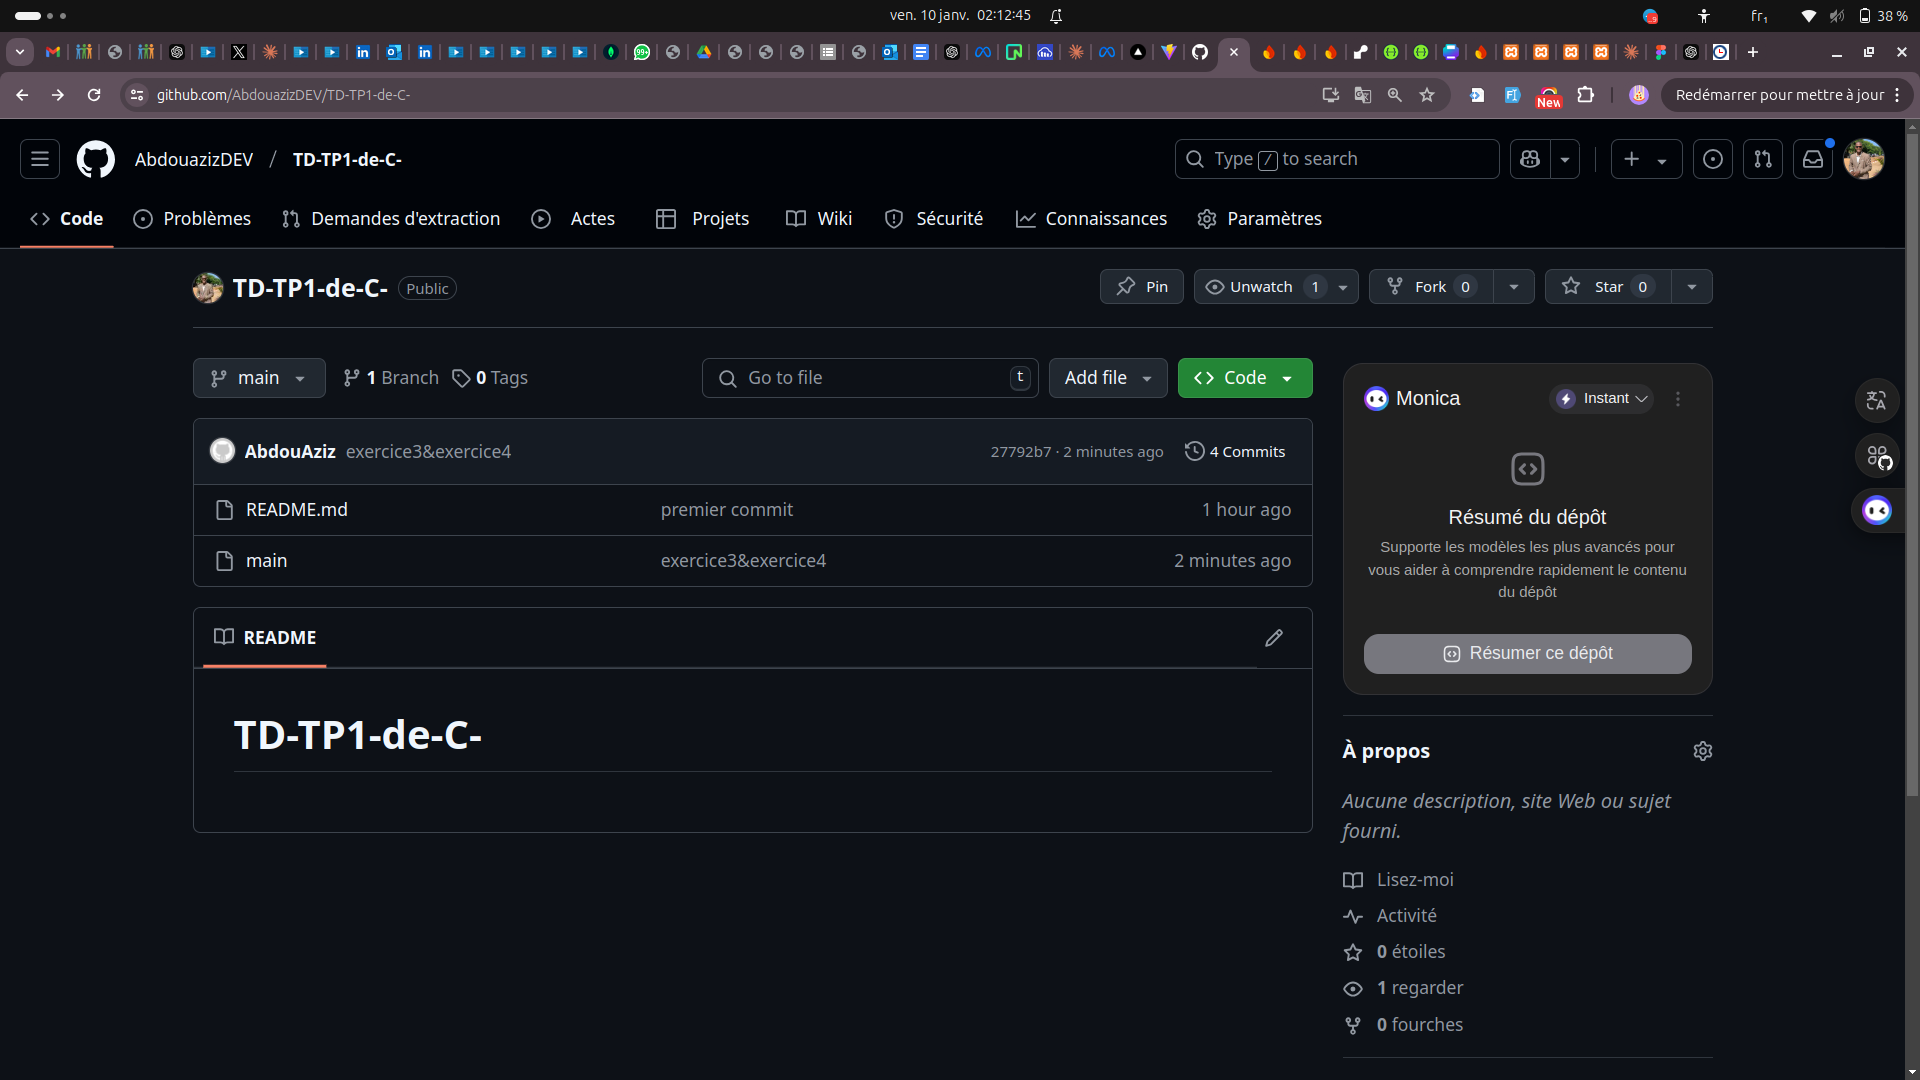 ven. 10 janv. 02:12:45
fr₁ 38 %
github.com/AbdouazizDEV/TD-TP1-de-C-
New
Redémarrer pour mettre à jour
AbdouazizDEV / TD-TP1-de-C-
Type / to search
Code Problèmes Demandes d'extraction Actes Projets Wiki Sécurité Connaissances Paramètres
TD-TP1-de-C- Public
Pin Unwatch 1 Fork 0 Star 0
main 1 Branch 0 Tags
Go to file t Add file Code
AbdouAziz exercice3&exercice4 27792b7 · 2 minutes ago 4 Commits
README.md premier commit 1 hour ago
main exercice3&exercice4 2 minutes ago
README
TD-TP1-de-C-
Monica Instant
Résumé du dépôt
Supporte les modèles les plus avancés pour
vous aider à comprendre rapidement le contenu
du dépôt
Résumer ce dépôt
À propos
Aucune description, site Web ou sujet
fourni.
Lisez-moi
Activité
0 étoiles
1 regarder
0 fourches